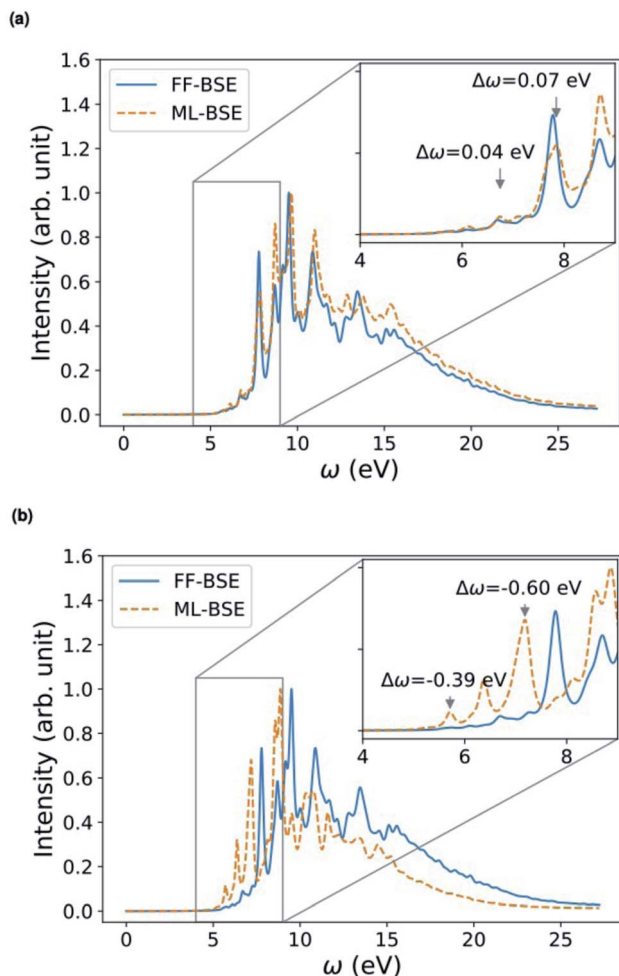 (a)
1.6
1.4
1.2
1.0
0.8
0.6
0.4
0.2
0.0
Intensity (arb. unit)
FF-BSE
ML-BSE
Δω=0.07 eV
Δω=0.04 eV
4
6
8
0
5
10
15
20
25
ω (eV)
(b)
1.6
1.4
1.2
1.0
0.8
0.6
0.4
0.2
0.0
Intensity (arb. unit)
FF-BSE
ML-BSE
Δω=-0.60 eV
Δω=-0.39 eV
4
6
8
0
5
10
15
20
25
ω (eV)